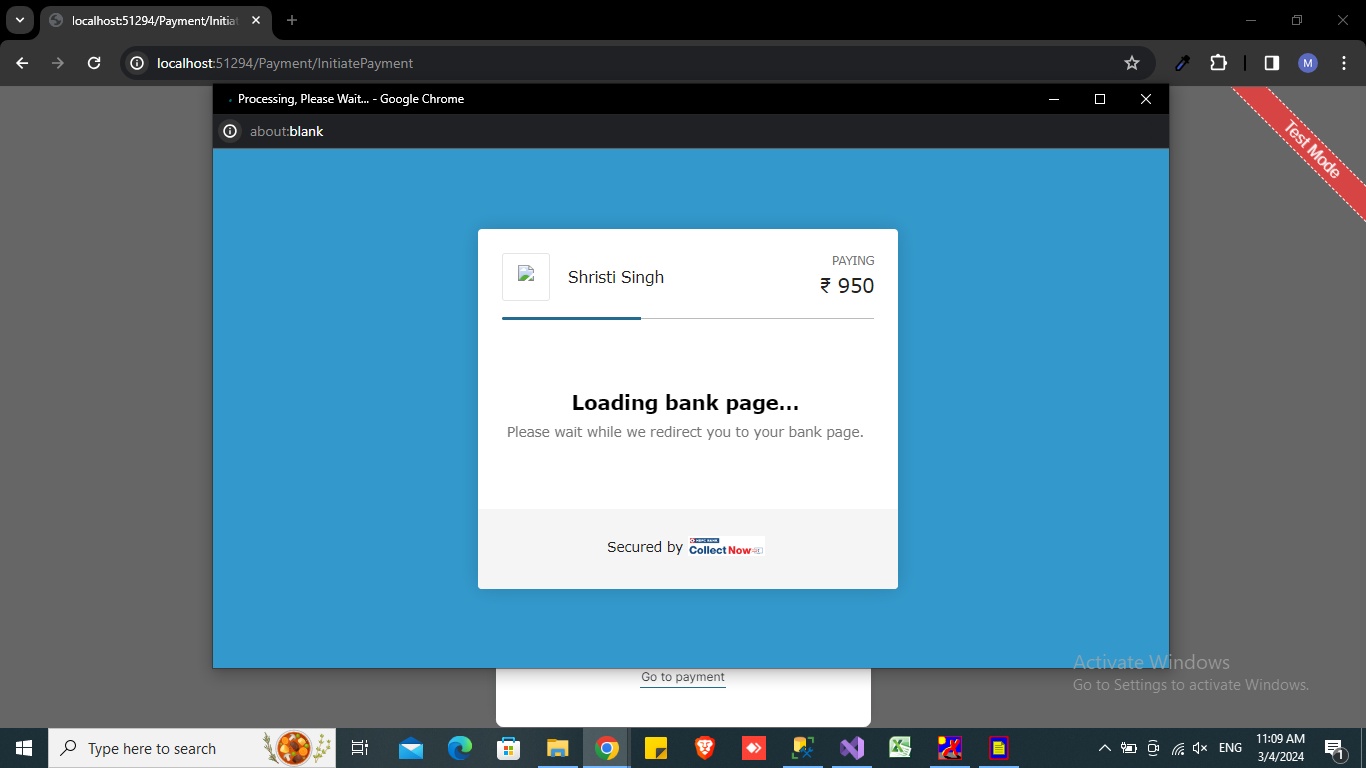 localhost:51294/Payment/Initiat
localhost:51294/Payment/InitiatePayment
M
Processing, Please Wait... - Google Chrome
about:blank
Test Mode
Shristi Singh
PAYING
₹ 950
Loading bank page...
Please wait while we redirect you to your bank page.
Secured by HDFC BANK
Collect Now
Go to payment
Activate Windows
Go to Settings to activate Windows.
Type here to search
ENG
11:09 AM
3/4/2024
1